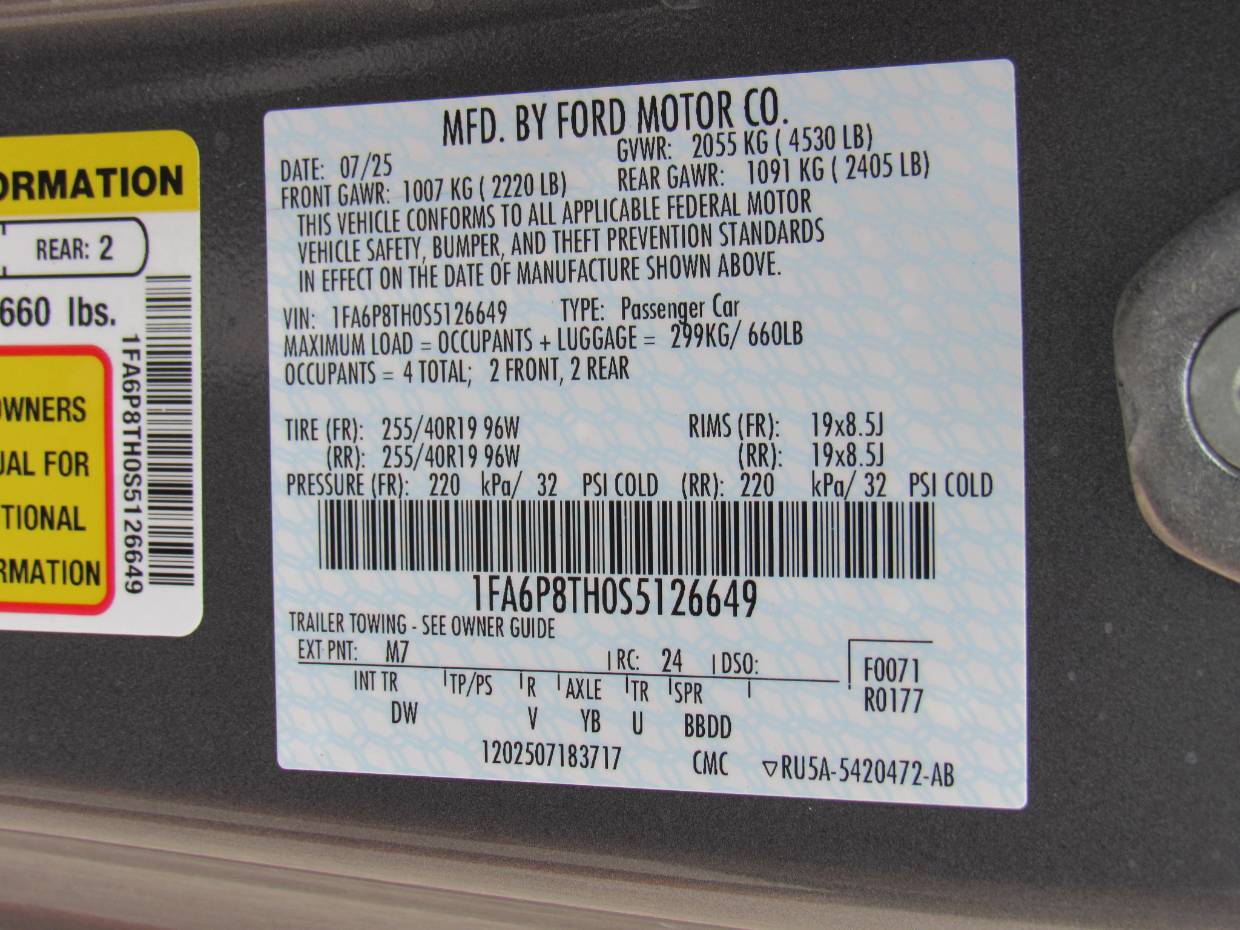 ORMATION
REAR: 2
660 lbs.
OWNERS
UAL FOR
TIONAL
RMATION
1FA6P8TH0S5126649
MFD. BY FORD MOTOR CO.
DATE: 07/25 GVWR: 2055 KG ( 4530 LB)
FRONT GAWR: 1007 KG ( 2220 LB) REAR GAWR: 1091 KG ( 2405 LB)
THIS VEHICLE CONFORMS TO ALL APPLICABLE FEDERAL MOTOR
VEHICLE SAFETY, BUMPER, AND THEFT PREVENTION STANDARDS
IN EFFECT ON THE DATE OF MANUFACTURE SHOWN ABOVE.
VIN: 1FA6P8TH0S5126649 TYPE: Passenger Car
MAXIMUM LOAD = OCCUPANTS + LUGGAGE = 299KG/ 660LB
OCCUPANTS = 4 TOTAL; 2 FRONT, 2 REAR
TIRE (FR): 255/40R19 96W RIMS (FR): 19x8.5J
(RR): 255/40R19 96W (RR): 19x8.5J
PRESSURE (FR): 220 kPa/ 32 PSI COLD (RR): 220 kPa/ 32 PSI COLD
1FA6P8TH0S5126649
TRAILER TOWING - SEE OWNER GUIDE
EXT PNT: M7 RC: 24 DSO: F0071
INT TR TP/PS R AXLE TR SPR R0177
DW V YB U BBDD
1202507183717 CMC ▽RU5A-5420472-AB